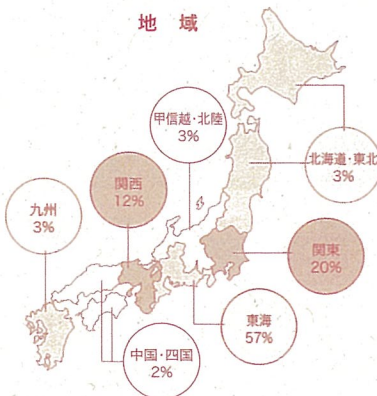 地域
甲信越・北陸
3%
北海道・東北
3%
関西
12%
九州
3%
関東
20%
東海
57%
中国・四国
2%